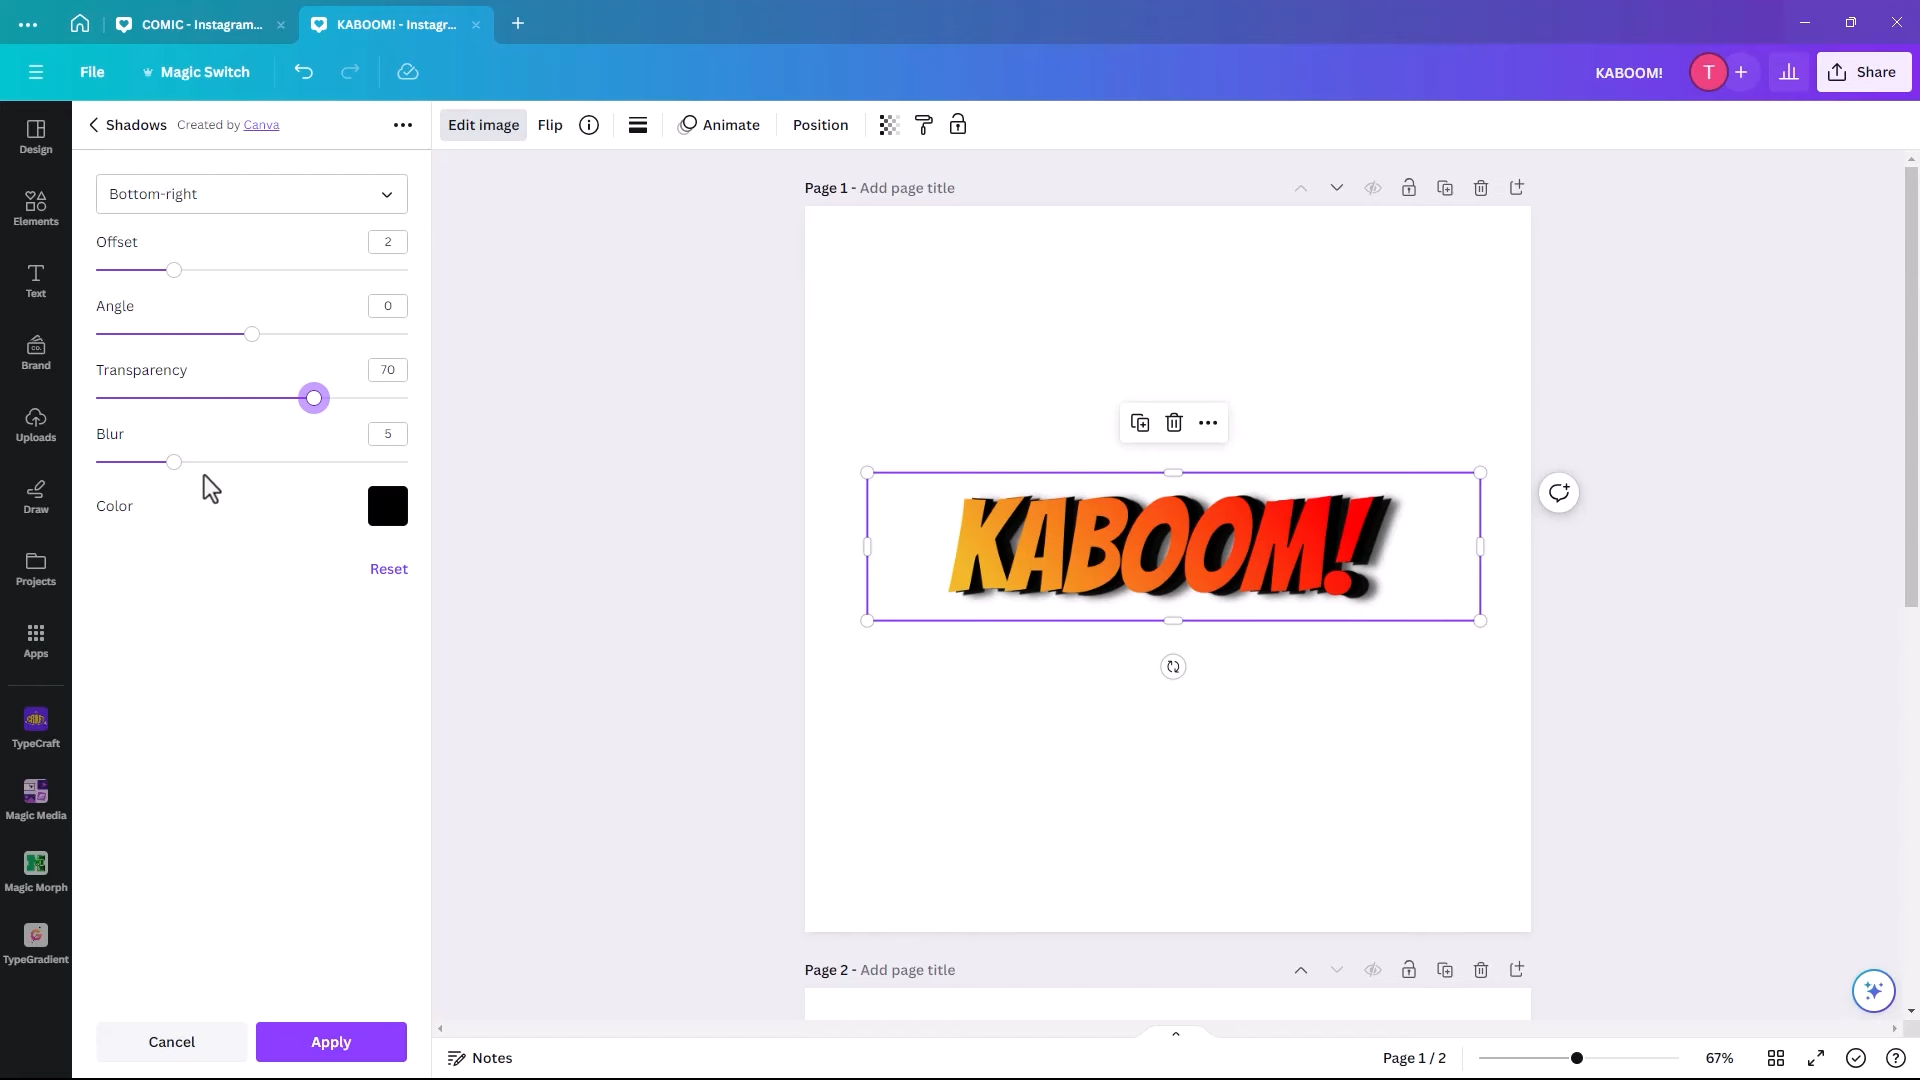 COMIC - Instagram...
KABOOM! - Instagr...
File
Magic Switch
KABOOM!
T
Share
Design
Elements
Text
Brand
CO.
Uploads
Draw
Projects
Apps
TypeCraft
Magic Media
Magic Morph
TypeGradient
Shadows Created by Canva
Bottom-right
Offset 2
Angle 0
Transparency 70
Blur 5
Color
Reset
Cancel
Apply
Edit image
Flip
Animate
Position
Page 1 - Add page title
KABOOM!
Page 2 - Add page title
Notes
Page 1 / 2
67%